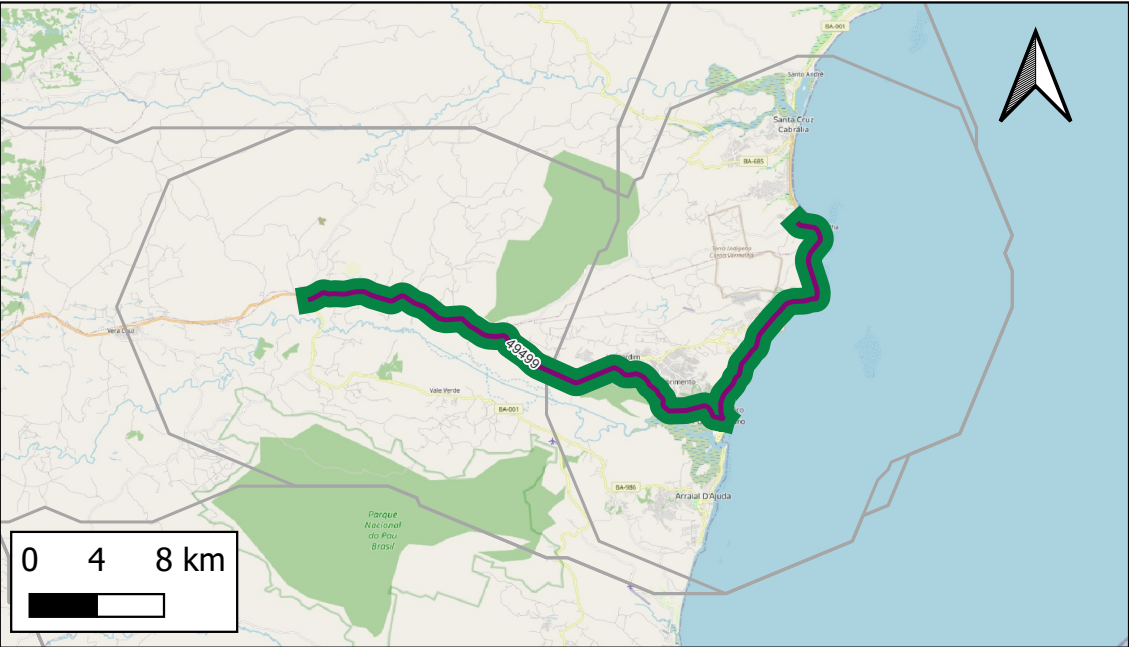 BA-001
Santo André
Santa Cruz
Cabrália
BA-685
Terra Indígena
Coroa Vermelha
Vera Cruz
49499
Vale Verde
BA-001
BA-986
Arraial D'Ajuda
Parque
Nacional
do Pau
Brasil
0 4 8 km